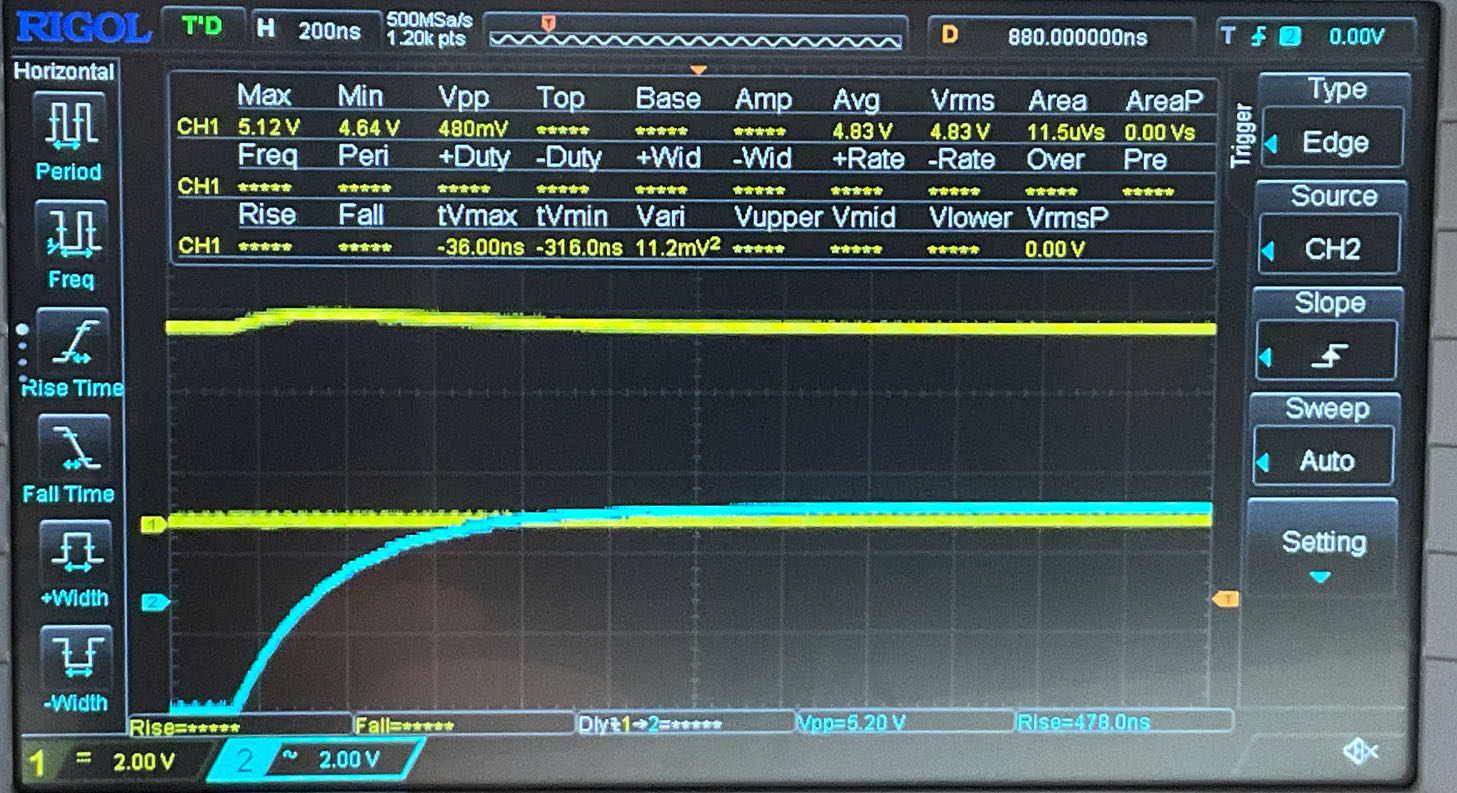 RIGOL T'D H 200ns 500MSa/s D 880.000000ns T 2 0.00V
1.20k pts
T
Horizontal
Period
Freq
Rise Time
Fall Time
+Width
-Width
Max Min Vpp Top Base Amp Avg Vrms Area AreaP
CH1 5.12 V 4.64 V 480mV ***** ***** ***** 4.83 V 4.83 V 11.5uVs 0.00 Vs
Freq Peri +Duty -Duty +Wid -Wid +Rate -Rate Over Pre
CH1 ***** ***** ***** ***** ***** ***** ***** ***** ***** *****
Rise Fall tVmax tVmin Vari Vupper Vmid Vlower VrmsP
CH1 ***** ***** -36.00ns -316.0ns 11.2mV² ***** ***** ***** 0.00 V
1
2
T
Rise=***** Fall=***** Dly1→2=***** Vpp=5.20 V Rise=478.0ns
1 = 2.00 V 2 ~ 2.00 V
Trigger
Type
Edge
Source
CH2
Slope
Sweep
Auto
Setting